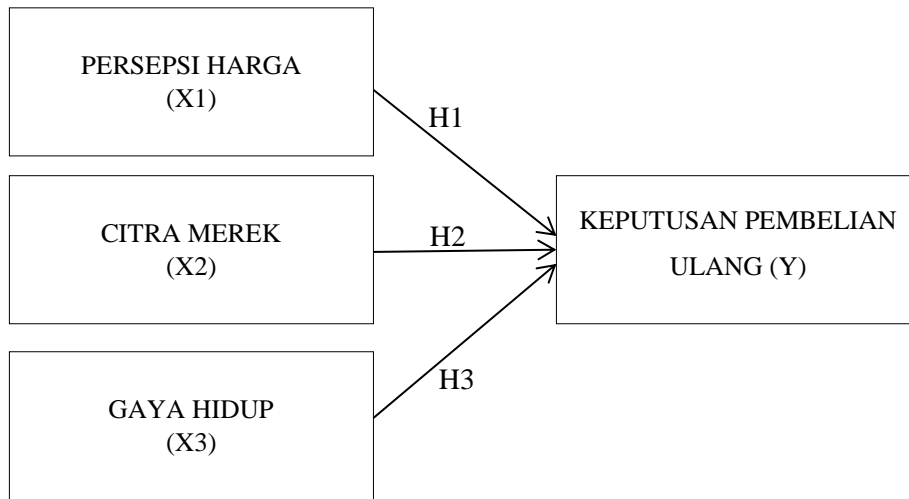 PERSEPSI HARGA
(X1)
H1
CITRA MEREK
(X2)
H2
KEPUTUSAN PEMBELIAN
ULANG (Y)
H3
GAYA HIDUP
(X3)